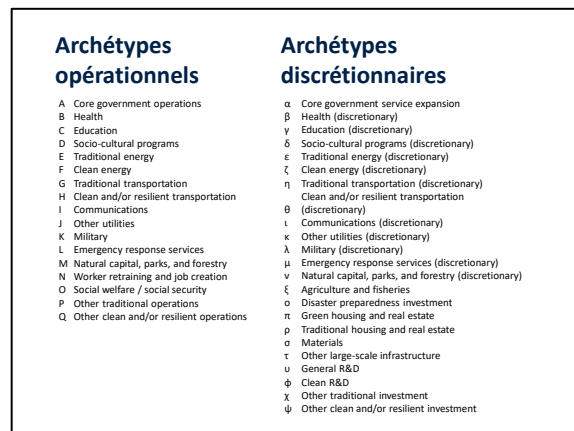 Archétypes
opérationnels
A Core government operations
B Health
C Education
D Socio-cultural programs
E Traditional energy
F Clean energy
G Traditional transportation
H Clean and/or resilient transportation
I Communications
J Other utilities
K Military
L Emergency response services
M Natural capital, parks, and forestry
N Worker retraining and job creation
O Social welfare / social security
P Other traditional operations
Q Other clean and/or resilient operations
Archétypes
discrétionnaires
α Core government service expansion
β Health (discretionary)
γ Education (discretionary)
δ Socio-cultural programs (discretionary)
ε Traditional energy (discretionary)
ζ Clean energy (discretionary)
η Traditional transportation (discretionary)
Clean and/or resilient transportation
θ (discretionary)
ι Communications (discretionary)
κ Other utilities (discretionary)
λ Military (discretionary)
μ Emergency response services (discretionary)
ν Natural capital, parks, and forestry (discretionary)
ξ Agriculture and fisheries
ο Disaster preparedness investment
π Green housing and real estate
ρ Traditional housing and real estate
σ Materials
τ Other large-scale infrastructure
υ General R&D
ϕ Clean R&D
χ Other traditional investment
ψ Other clean and/or resilient investment